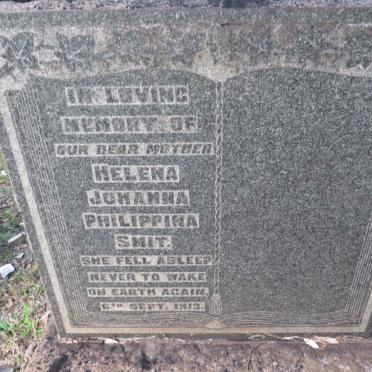 IN LOVING
MEMORY OF
OUR DEAR MOTHER
HELENA
JOHANNA
PHILIPPINA
SMIT.
SHE FELL ASLEEP
NEVER TO WAKE
ON EARTH AGAIN,
6TH SEPT. 1913.